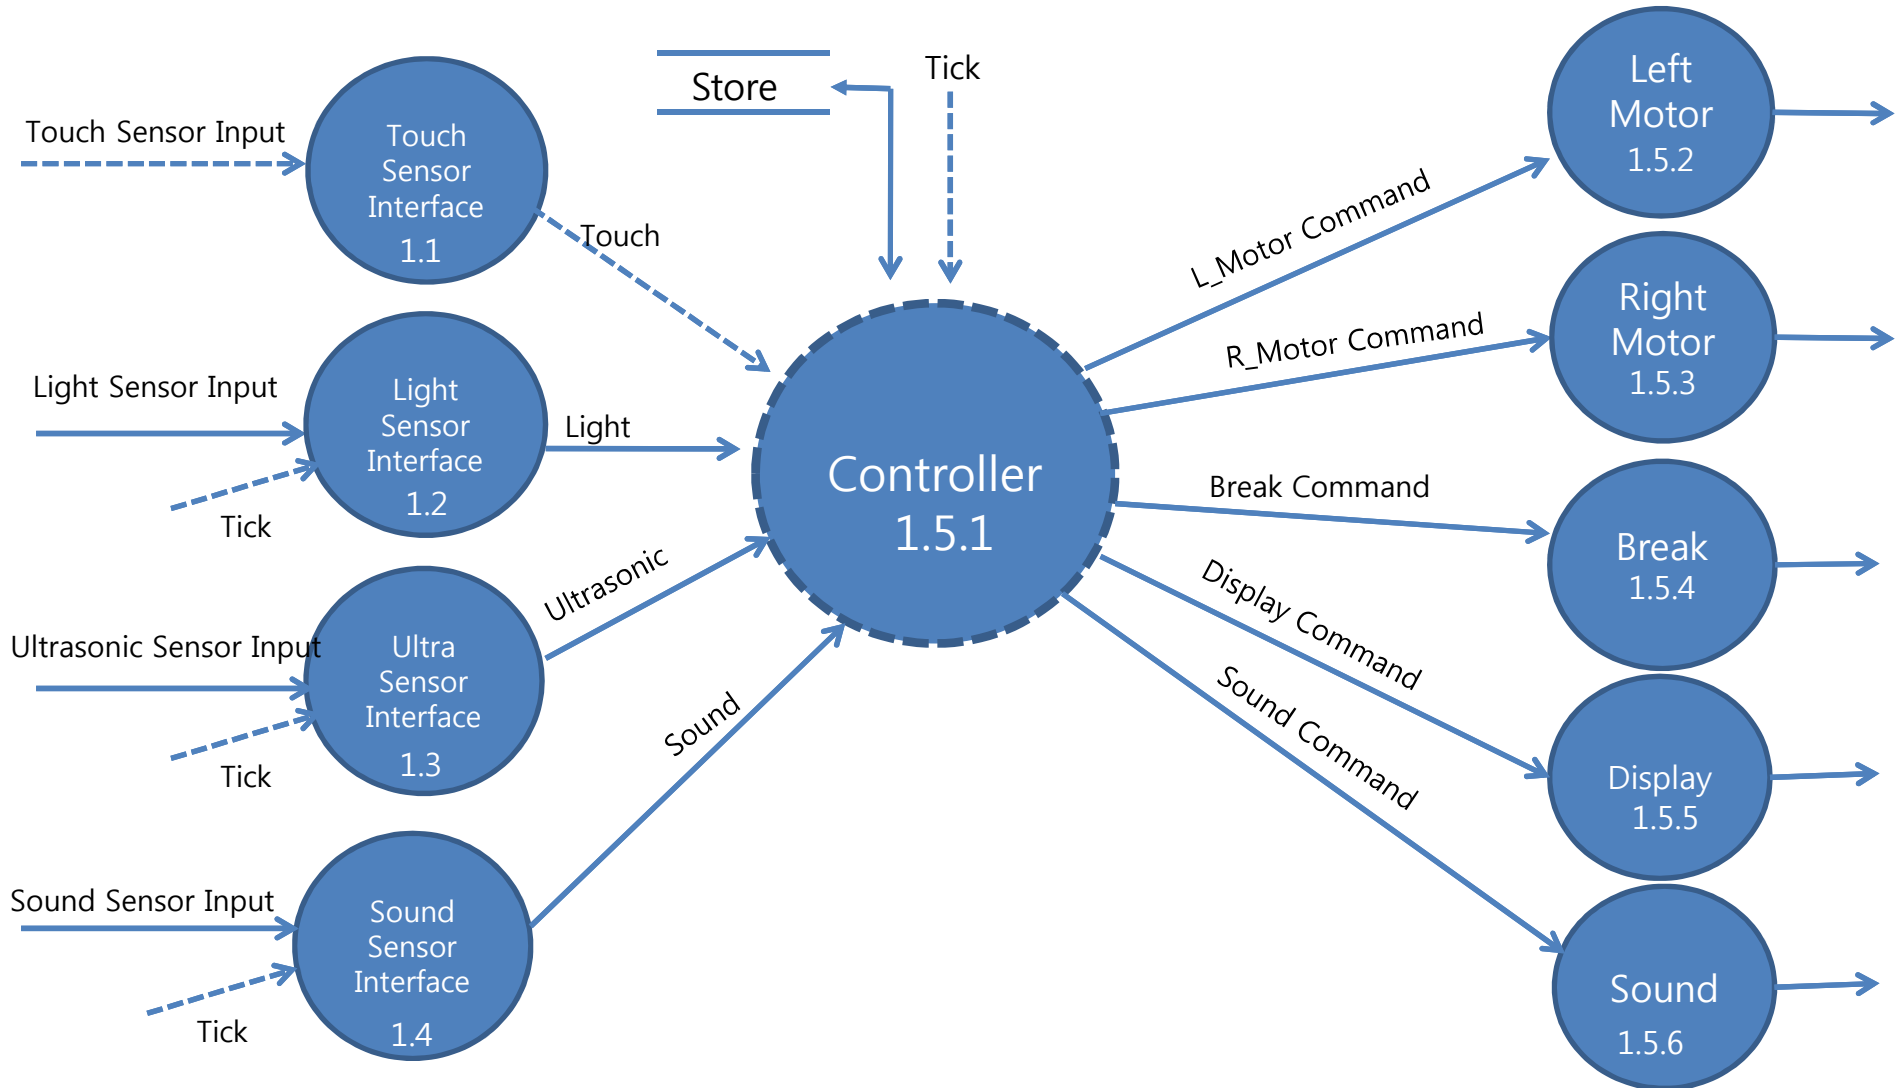 Touch Sensor Input
Touch
Sensor
Interface
1.1
Touch
Store
Tick
Light Sensor Input
Tick
Light
Sensor
Interface
1.2
Light
Ultrasonic Sensor Input
Tick
Ultra
Sensor
Interface
1.3
Ultrasonic
Sound Sensor Input
Tick
Sound
Sensor
Interface
1.4
Sound
Controller
1.5.1
L_Motor Command
R_Motor Command
Break Command
Display Command
Sound Command
Left
Motor
1.5.2
Right
Motor
1.5.3
Break
1.5.4
Display
1.5.5
Sound
1.5.6